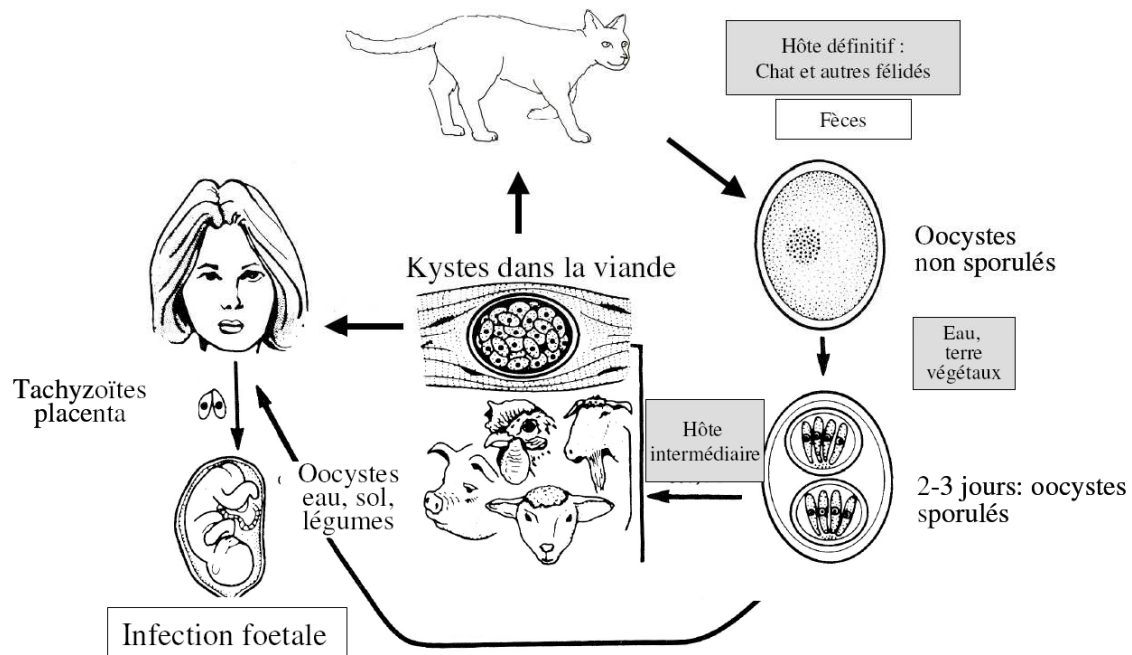 Hôte définitif :
Chat et autres félidés
Fèces
Oocystes
non sporulés
Kystes dans la viande
Eau,
terre
végétaux
Tachyzoïtes
placenta
Hôte
intermédiaire
Oocystes
eau, sol,
légumes
2-3 jours: oocystes
sporulés
Infection foetale